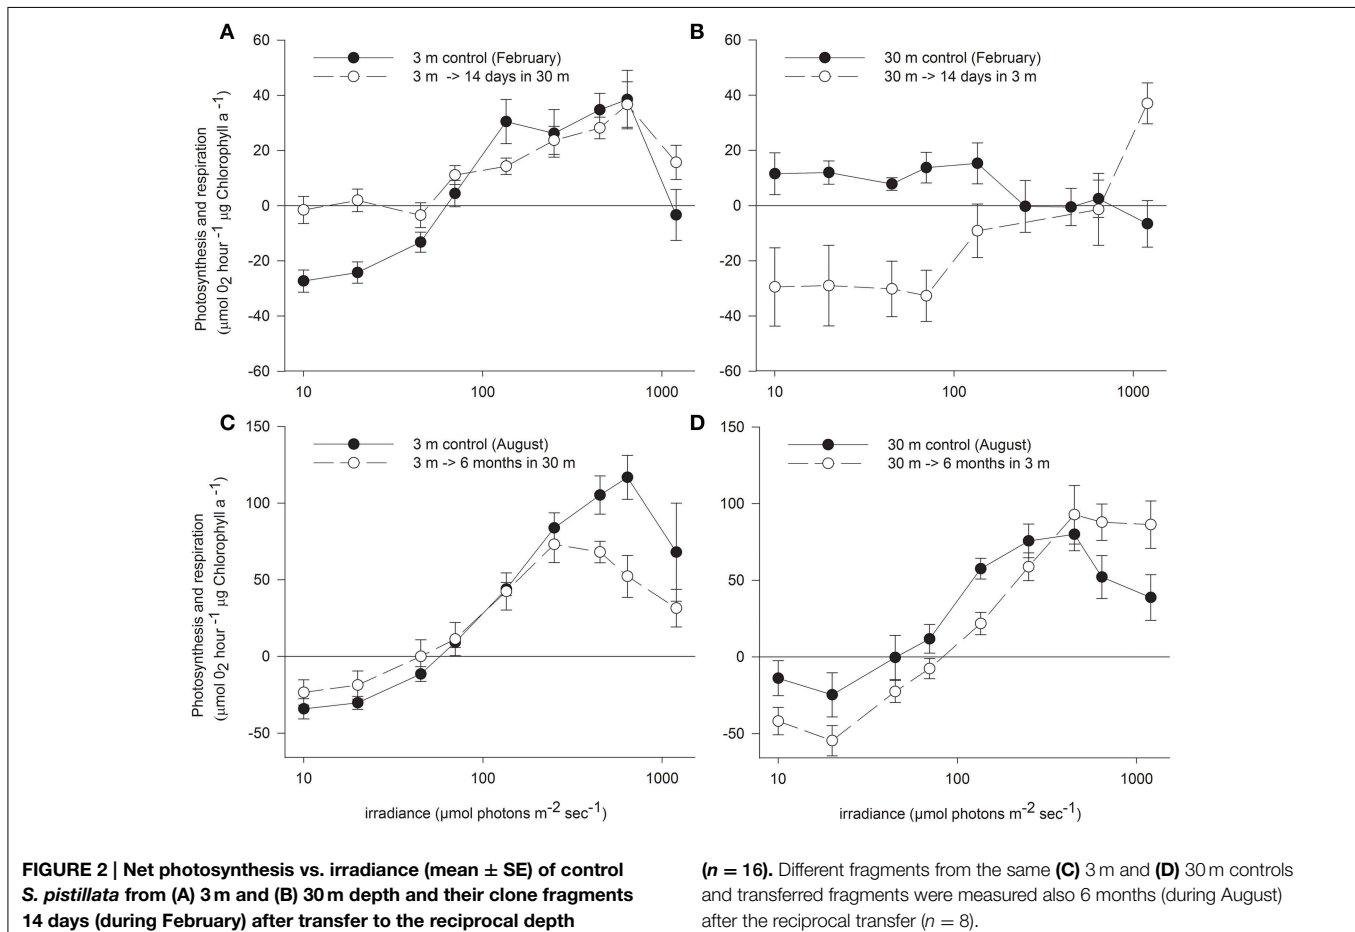 A
3 m control (February)
3 m -> 14 days in 30 m
60
40
20
0
-20
-40
-60
10
100
1000
Photosynthesis and respiration
(µmol 0₂ hour ⁻¹ µg Chlorophyll a ⁻¹)
B
30 m control (February)
30 m -> 14 days in 3 m
60
40
20
0
-20
-40
-60
10
100
1000
C
3 m control (August)
3 m -> 6 months in 30 m
150
100
50
0
-50
10
100
1000
Photosynthesis and respiration
(µmol 0₂ hour ⁻¹ µg Chlorophyll a ⁻¹)
irradiance (µmol photons m⁻² sec⁻¹)
D
30 m control (August)
30 m -> 6 months in 3 m
150
100
50
0
-50
10
100
1000
irradiance (µmol photons m⁻² sec⁻¹)
FIGURE 2 | Net photosynthesis vs. irradiance (mean ± SE) of control
S. pistillata from (A) 3 m and (B) 30 m depth and their clone fragments
14 days (during February) after transfer to the reciprocal depth
(n = 16). Different fragments from the same (C) 3 m and (D) 30 m controls
and transferred fragments were measured also 6 months (during August)
after the reciprocal transfer (n = 8).